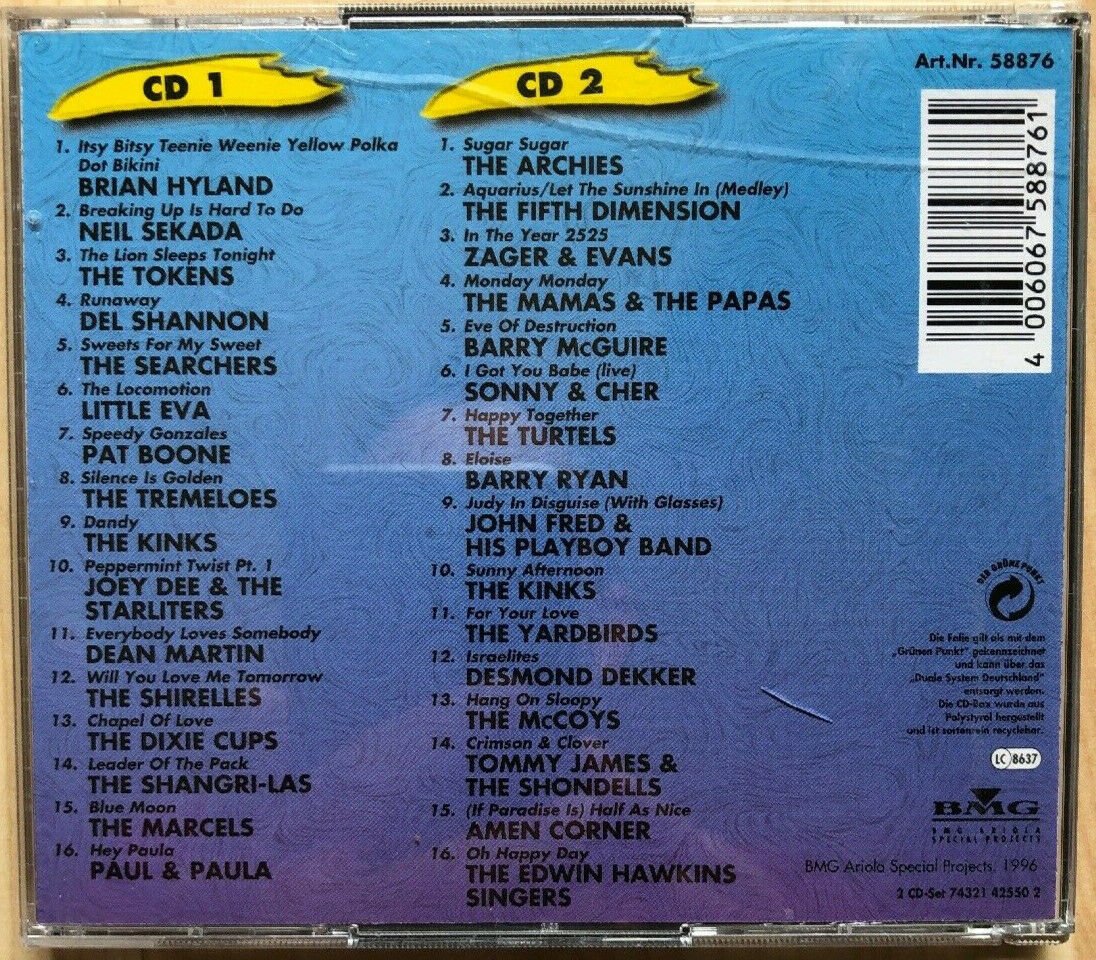 CD 1
1. Itsy Bitsy Teenie Weenie Yellow Polka
Dot Bikini
BRIAN HYLAND
2. Breaking Up Is Hard To Do
NEIL SEKADA
3. The Lion Sleeps Tonight
THE TOKENS
4. Runaway
DEL SHANNON
5. Sweets For My Sweet
THE SEARCHERS
6. The Locomotion
LITTLE EVA
7. Speedy Gonzales
PAT BOONE
8. Silence Is Golden
THE TREMELOES
9. Dandy
THE KINKS
10. Peppermint Twist Pt. 1
JOEY DEE & THE
STARLITERS
11. Everybody Loves Somebody
DEAN MARTIN
12. Will You Love Me Tomorrow
THE SHIRELLES
13. Chapel Of Love
THE DIXIE CUPS
14. Leader Of The Pack
THE SHANGRI-LAS
15. Blue Moon
THE MARCELS
16. Hey Paula
PAUL & PAULA
CD 2
1. Sugar Sugar
THE ARCHIES
2. Aquarius/Let The Sunshine In (Medley)
THE FIFTH DIMENSION
3. In The Year 2525
ZAGER & EVANS
4. Monday Monday
THE MAMAS & THE PAPAS
5. Eve Of Destruction
BARRY McGUIRE
6. I Got You Babe (live)
SONNY & CHER
7. Happy Together
THE TURTELS
8. Eloise
BARRY RYAN
9. Judy In Disguise (With Glasses)
JOHN FRED &
HIS PLAYBOY BAND
10. Sunny Afternoon
THE KINKS
11. For Your Love
THE YARDBIRDS
12. Israelites
DESMOND DEKKER
13. Hang On Sloopy
THE McCOYS
14. Crimson & Clover
TOMMY JAMES &
THE SHONDELLS
15. (If Paradise Is) Half As Nice
AMEN CORNER
16. Oh Happy Day
THE EDWIN HAWKINS
SINGERS
Art.Nr. 58876
4 006067 588761
DER GRÜNE PUNKT
Die Folie gilt als mit dem
„Grünen Punkt" gekennzeichnet
und kann über das
„Duale System Deutschland"
entsorgt werden.
Die CD-Box wurde aus
Polystyrol hergestellt
und ist sortenrein recyclebar.
LC 8637
BMG
BMG ARIOLA
SPECIAL PROJECTS
BMG Ariola Special Projects, 1996
2 CD-Set 74321 42550 2